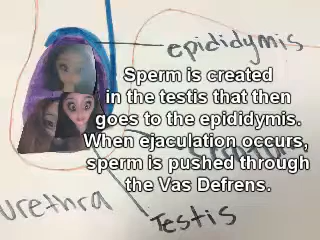 epididymis
Sperm is created
in the testis that then
goes to the epididymis.
When ejaculation occurs,
sperm is pushed through
the Vas Defrens.
urethra
Testis